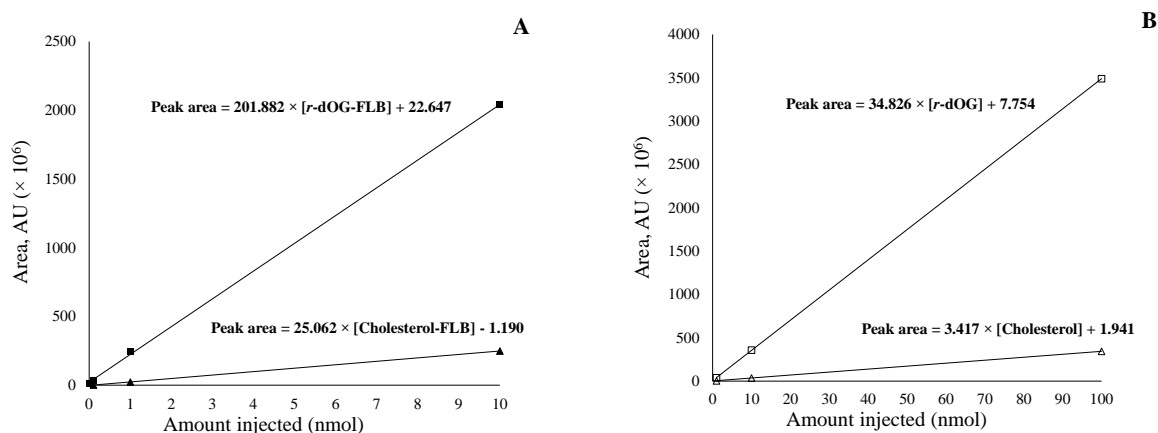 A
2500
2000
1500
1000
500
0
Area, AU (× 10⁶)
Peak area = 201.882 × [r-dOG-FLB] + 22.647
Peak area = 25.062 × [Cholesterol-FLB] - 1.190
0 1 2 3 4 5 6 7 8 9 10
Amount injected (nmol)
B
4000
3500
3000
2500
2000
1500
1000
500
0
Area, AU (× 10⁶)
Peak area = 34.826 × [r-dOG] + 7.754
Peak area = 3.417 × [Cholesterol] + 1.941
0 10 20 30 40 50 60 70 80 90 100
Amount injected (nmol)